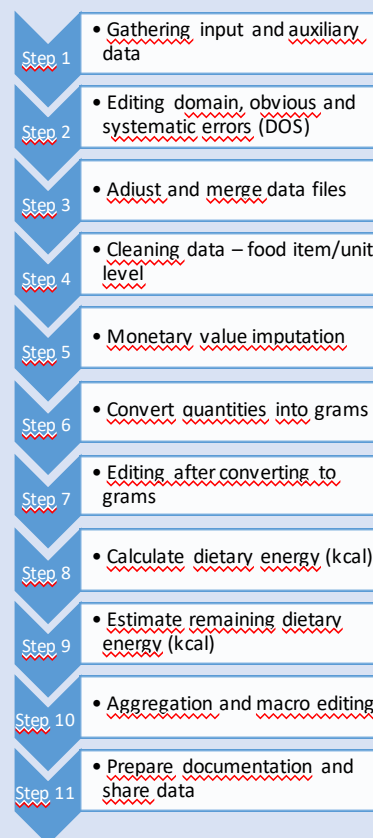 Step 1
• Gathering input and auxiliary
data
Step 2
• Editing domain, obvious and
systematic errors (DOS)
Step 3
• Adjust and merge data files
Step 4
• Cleaning data – food item/unit
level
Step 5
• Monetary value imputation
Step 6
• Convert quantities into grams
Step 7
• Editing after converting to
grams
Step 8
• Calculate dietary energy (kcal)
Step 9
• Estimate remaining dietary
energy (kcal)
Step 10
• Aggregation and macro editing
Step 11
• Prepare documentation and
share data